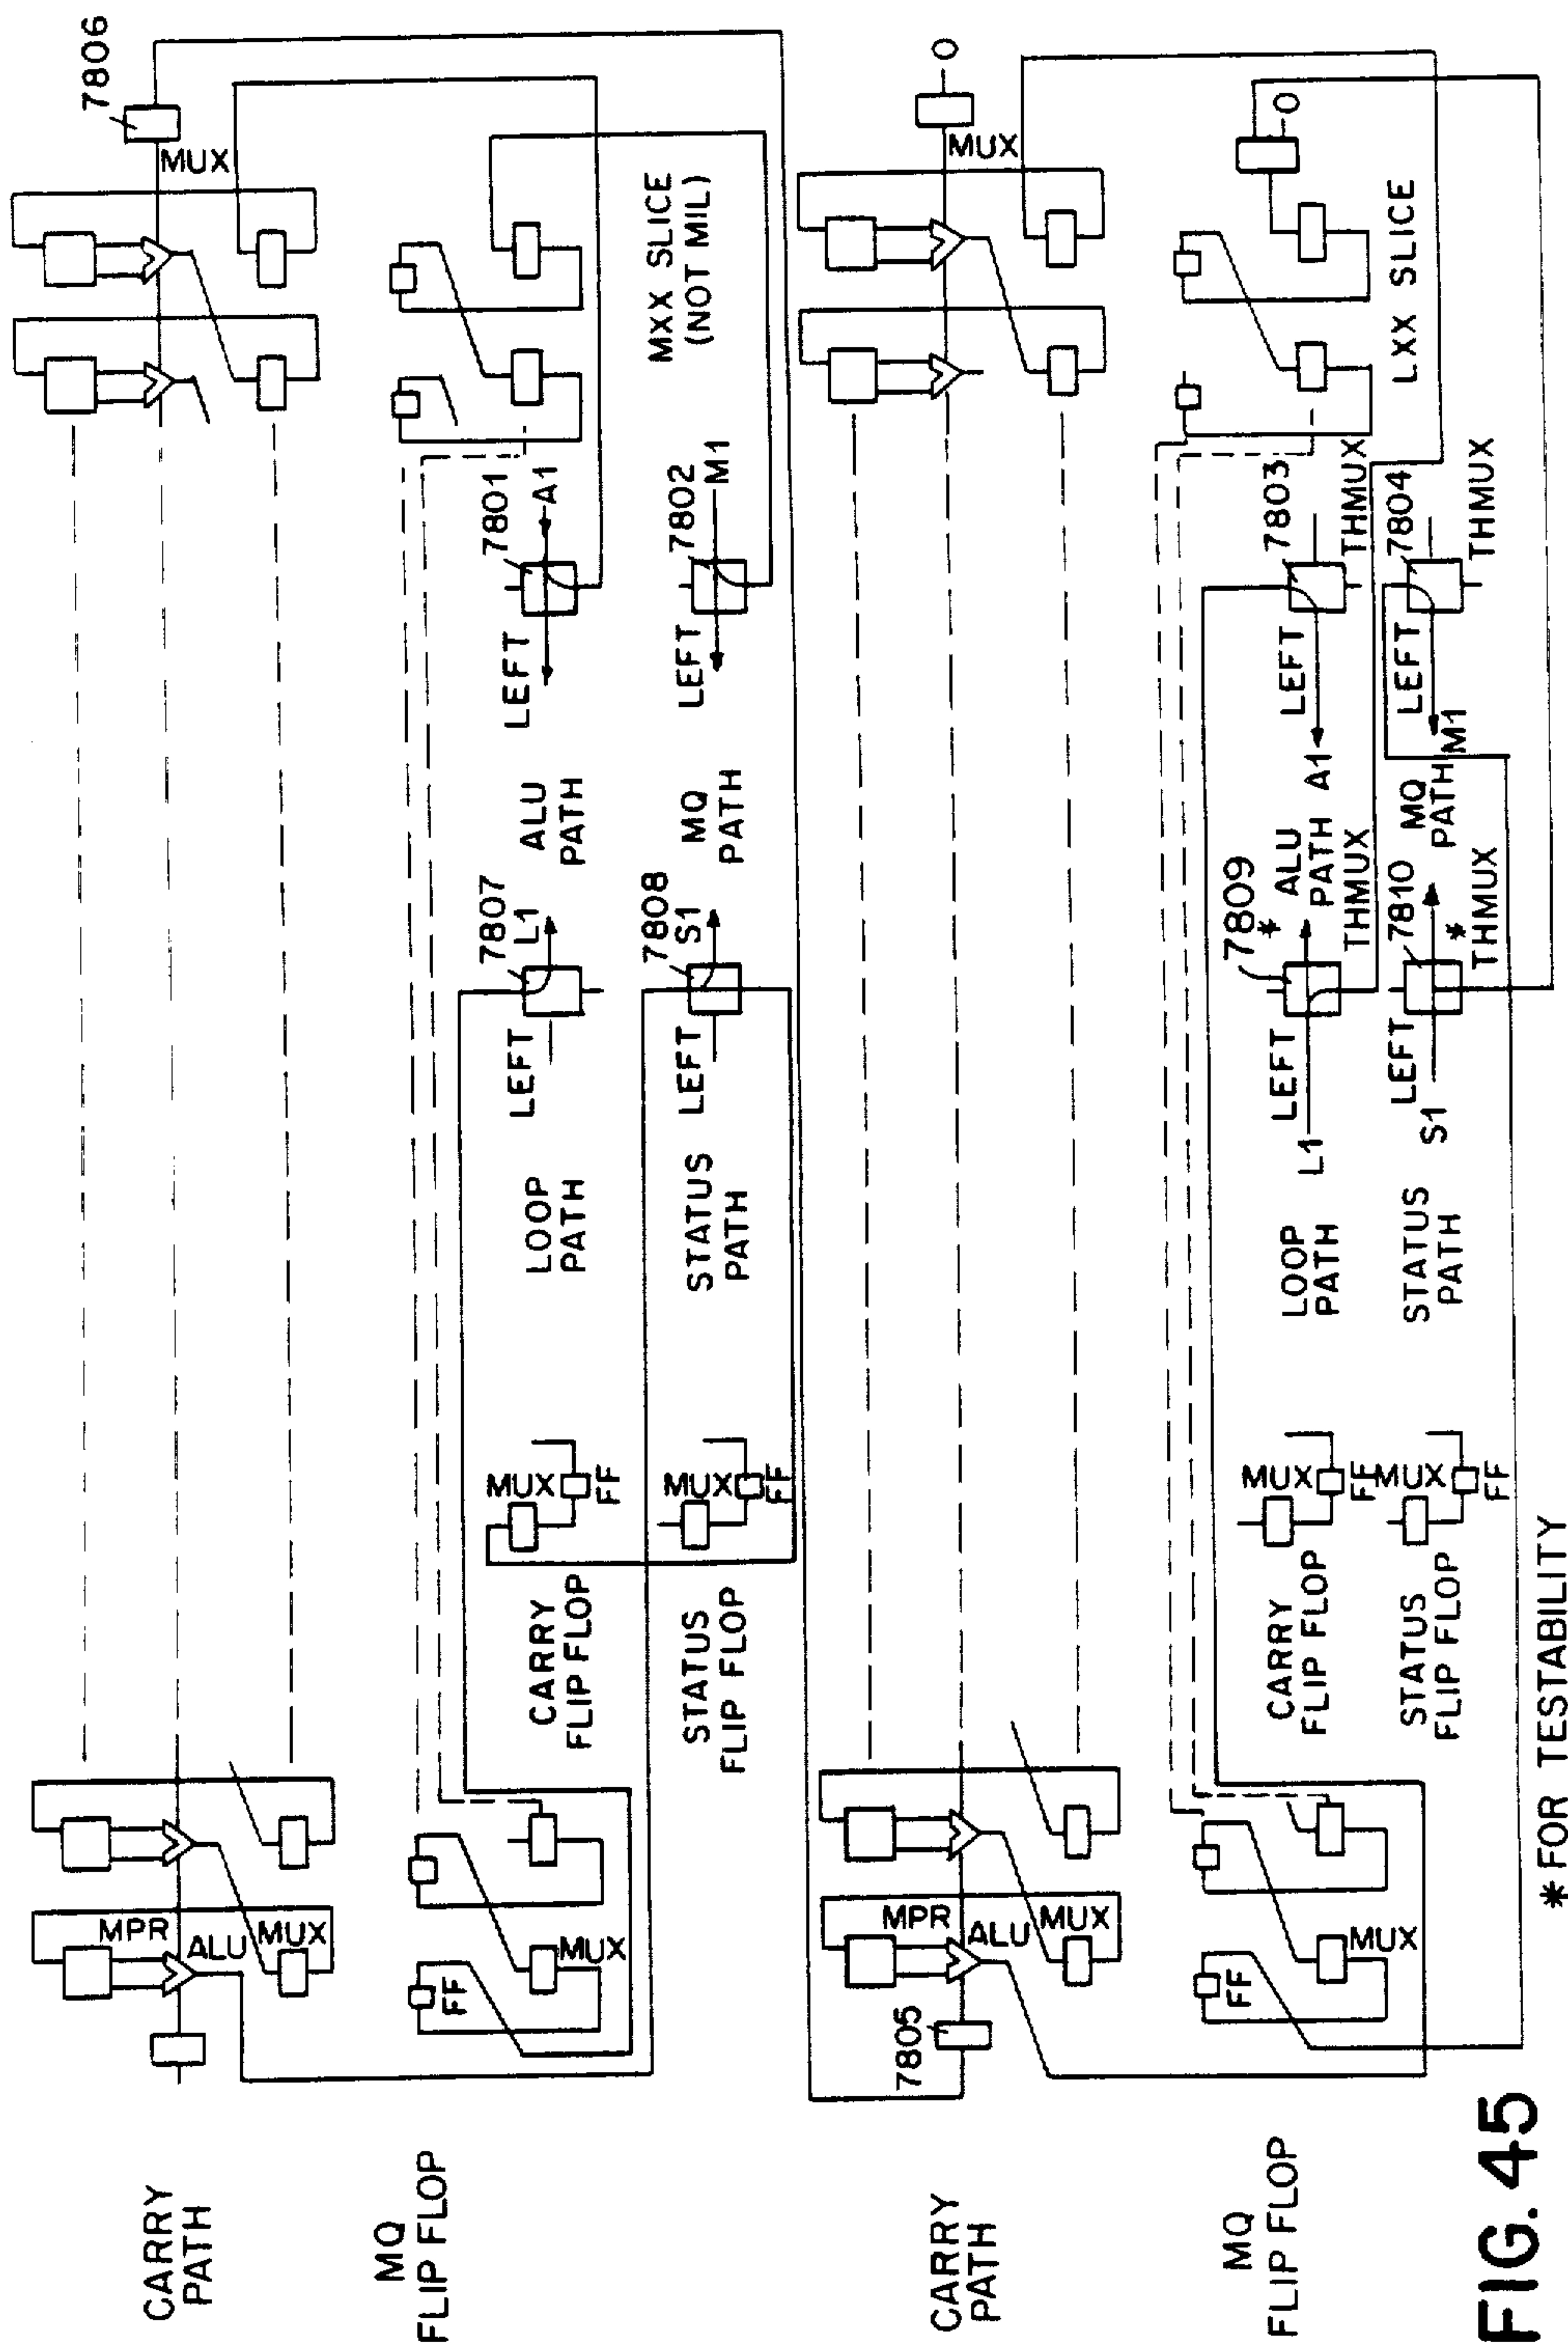 CARRY
PATH
MPR
ALU
MUX
MUX
7806
MQ
FLIP FLOP
FF
MUX
CARRY
FLIP FLOP
MUX
FF
LOOP
PATH
LEFT
7807
L1
ALU
PATH
LEFT
7801
A1
STATUS
FLIP FLOP
MUX
FF
STATUS
PATH
LEFT
7808
S1
MQ
PATH
LEFT
7802
M1
MXX SLICE
(NOT MIL)
CARRY
PATH
7805
MPR
ALU
MUX
MUX
0
MQ
FLIP FLOP
FF
MUX
0
CARRY
FLIP FLOP
MUX
FF
LOOP
PATH
L1
LEFT
7809
*
THMUX
ALU
PATH
A1
LEFT
7803
THMUX
STATUS
FLIP FLOP
MUX
FF
STATUS
PATH
S1
LEFT
7810
*
THMUX
MQ
PATH
M1
LEFT
7804
THMUX
LXX SLICE
FIG. 45
* FOR TESTABILITY